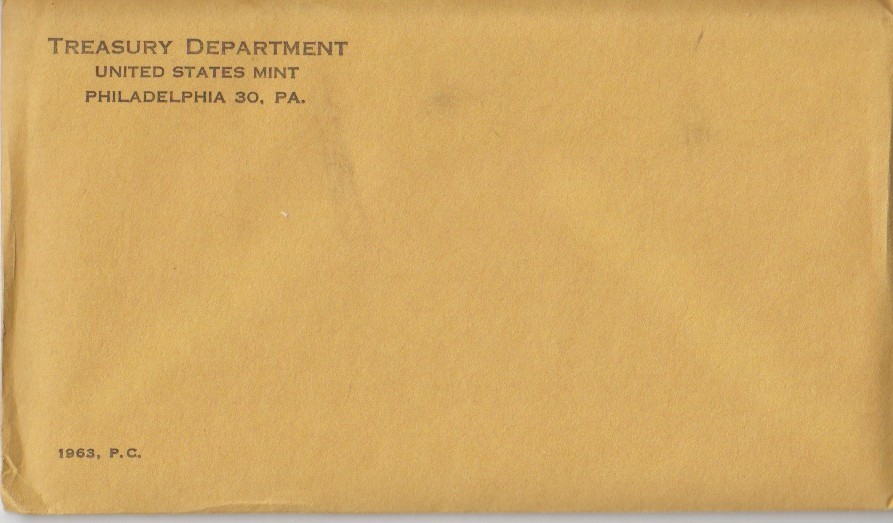 TREASURY DEPARTMENT
UNITED STATES MINT
PHILADELPHIA 30, PA.
1963, P.C.